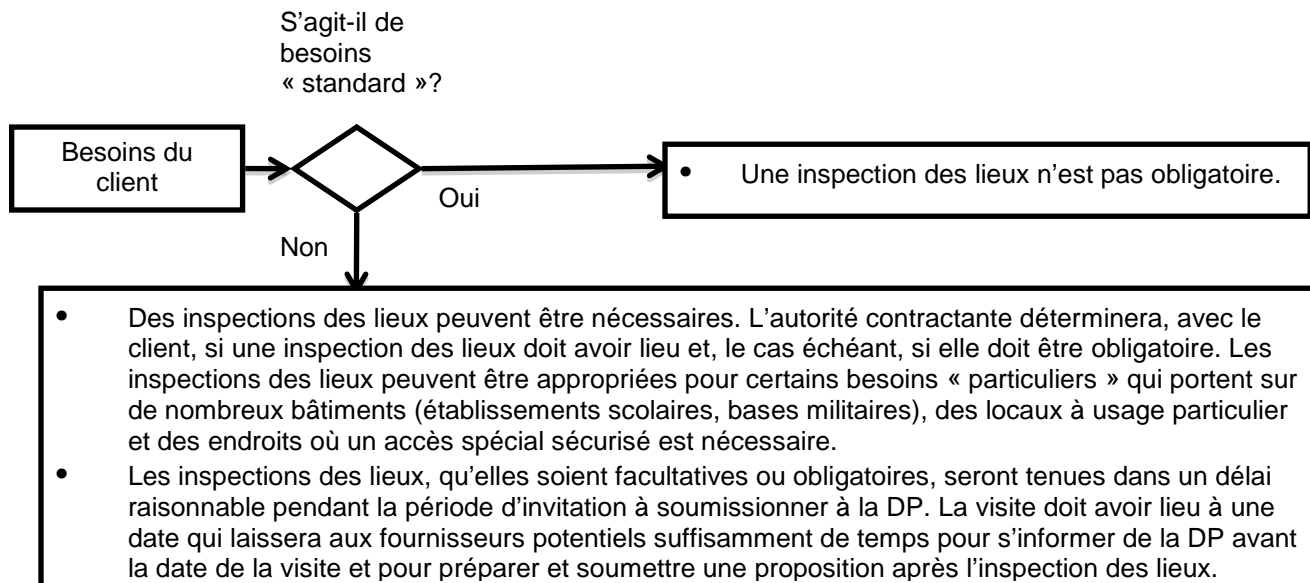 S’agit-il de
besoins
« standard »?
Besoins du
client
Oui
• Une inspection des lieux n’est pas obligatoire.
Non
• Des inspections des lieux peuvent être nécessaires. L’autorité contractante déterminera, avec le
client, si une inspection des lieux doit avoir lieu et, le cas échéant, si elle doit être obligatoire. Les
inspections des lieux peuvent être appropriées pour certains besoins « particuliers » qui portent sur
de nombreux bâtiments (établissements scolaires, bases militaires), des locaux à usage particulier
et des endroits où un accès spécial sécurisé est nécessaire.
• Les inspections des lieux, qu’elles soient facultatives ou obligatoires, seront tenues dans un délai
raisonnable pendant la période d’invitation à soumissionner à la DP. La visite doit avoir lieu à une
date qui laissera aux fournisseurs potentiels suffisamment de temps pour s’informer de la DP avant
la date de la visite et pour préparer et soumettre une proposition après l’inspection des lieux.